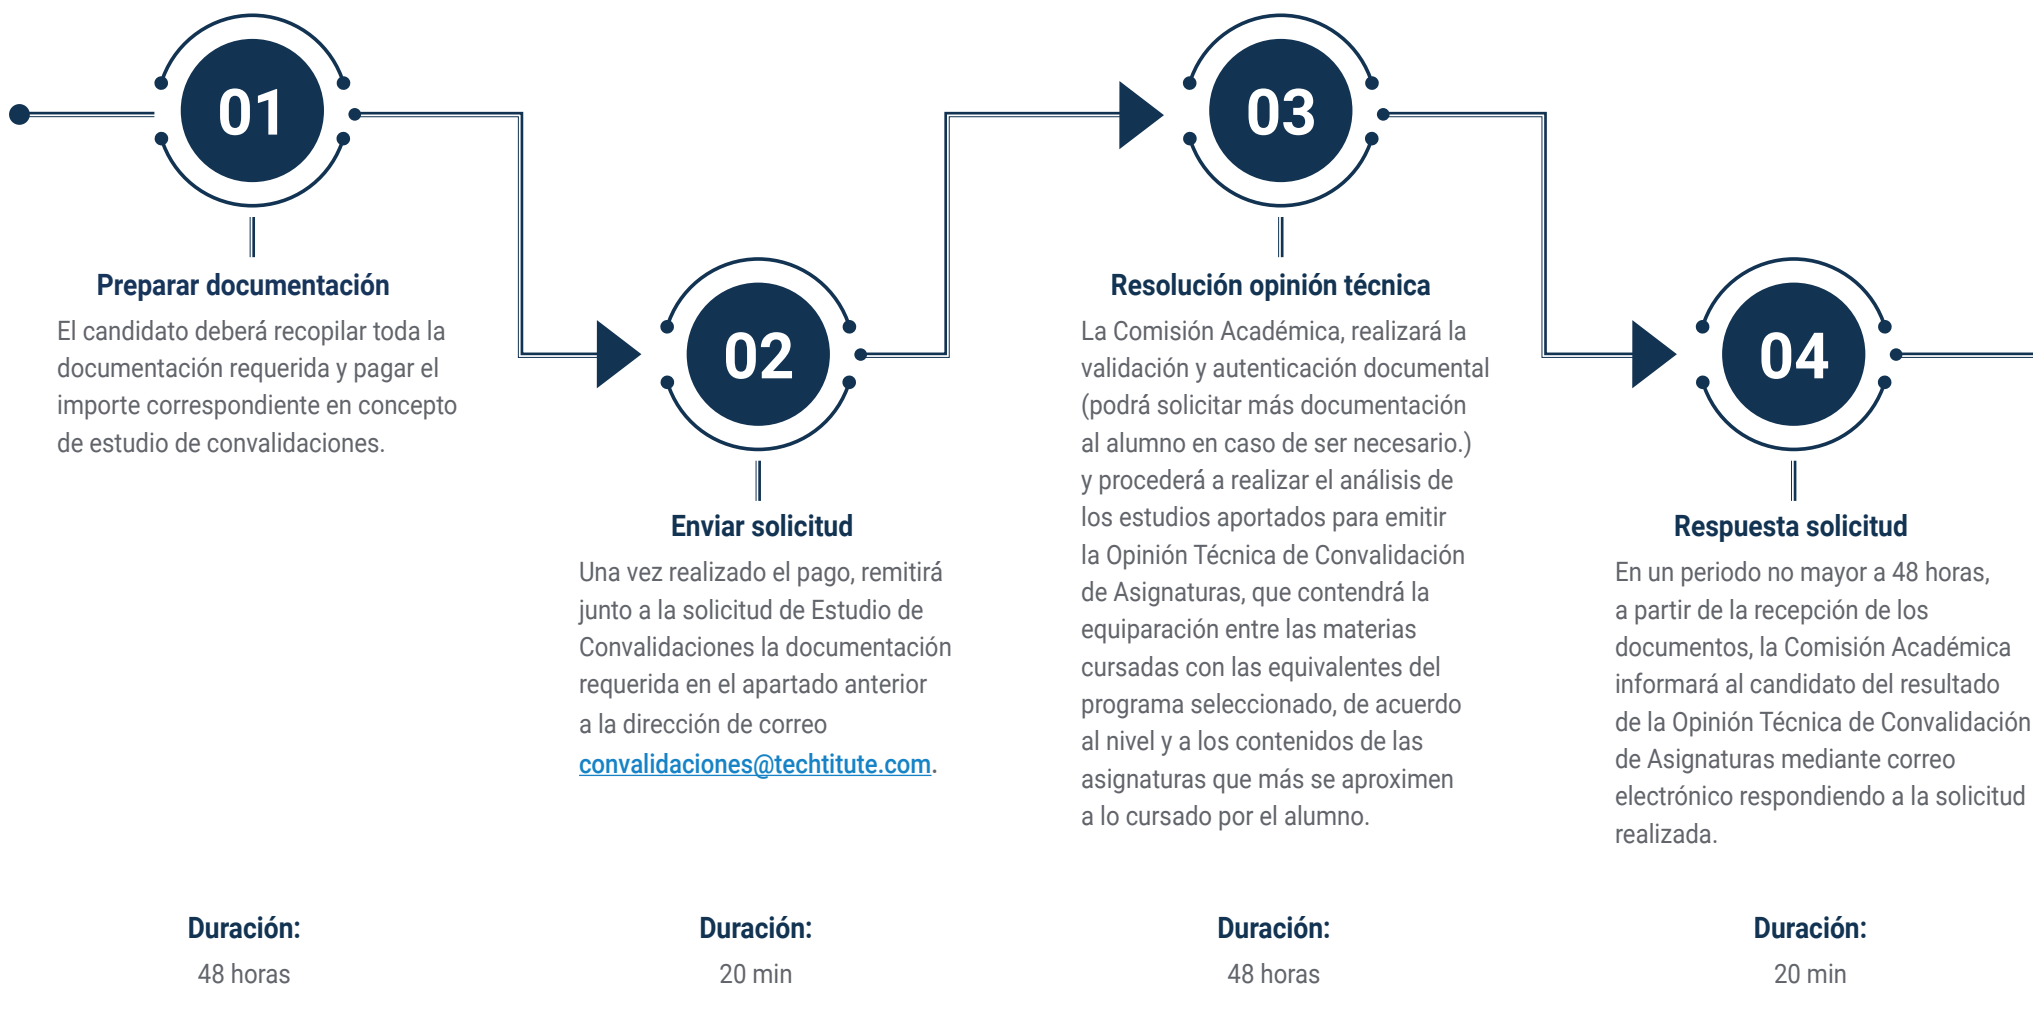 01
Preparar documentación
El candidato deberá recopilar toda la
documentación requerida y pagar el
importe correspondiente en concepto
de estudio de convalidaciones.
Duración:
48 horas
02
Enviar solicitud
Una vez realizado el pago, remitirá
junto a la solicitud de Estudio de
Convalidaciones la documentación
requerida en el apartado anterior
a la dirección de correo
convalidaciones@techtitute.com.
Duración:
20 min
03
Resolución opinión técnica
La Comisión Académica, realizará la
validación y autenticación documental
(podrá solicitar más documentación
al alumno en caso de ser necesario.)
y procederá a realizar el análisis de
los estudios aportados para emitir
la Opinión Técnica de Convalidación
de Asignaturas, que contendrá la
equiparación entre las materias
cursadas con las equivalentes del
programa seleccionado, de acuerdo
al nivel y a los contenidos de las
asignaturas que más se aproximen
a lo cursado por el alumno.
Duración:
48 horas
04
Respuesta solicitud
En un periodo no mayor a 48 horas,
a partir de la recepción de los
documentos, la Comisión Académica
informará al candidato del resultado
de la Opinión Técnica de Convalidación
de Asignaturas mediante correo
electrónico respondiendo a la solicitud
realizada.
Duración:
20 min